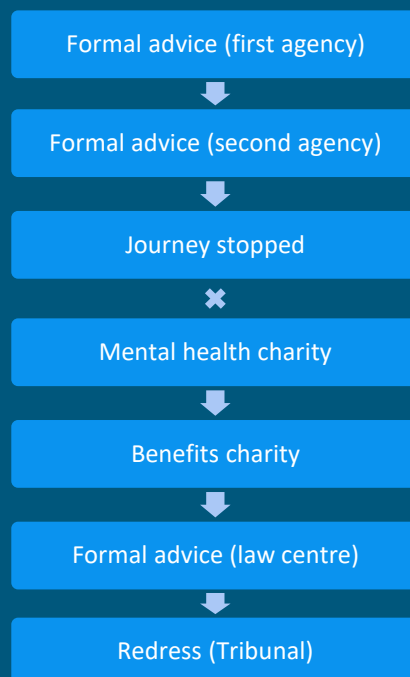 Formal advice (first agency)
Formal advice (second agency)
Journey stopped
Mental health charity
Benefits charity
Formal advice (law centre)
Redress (Tribunal)